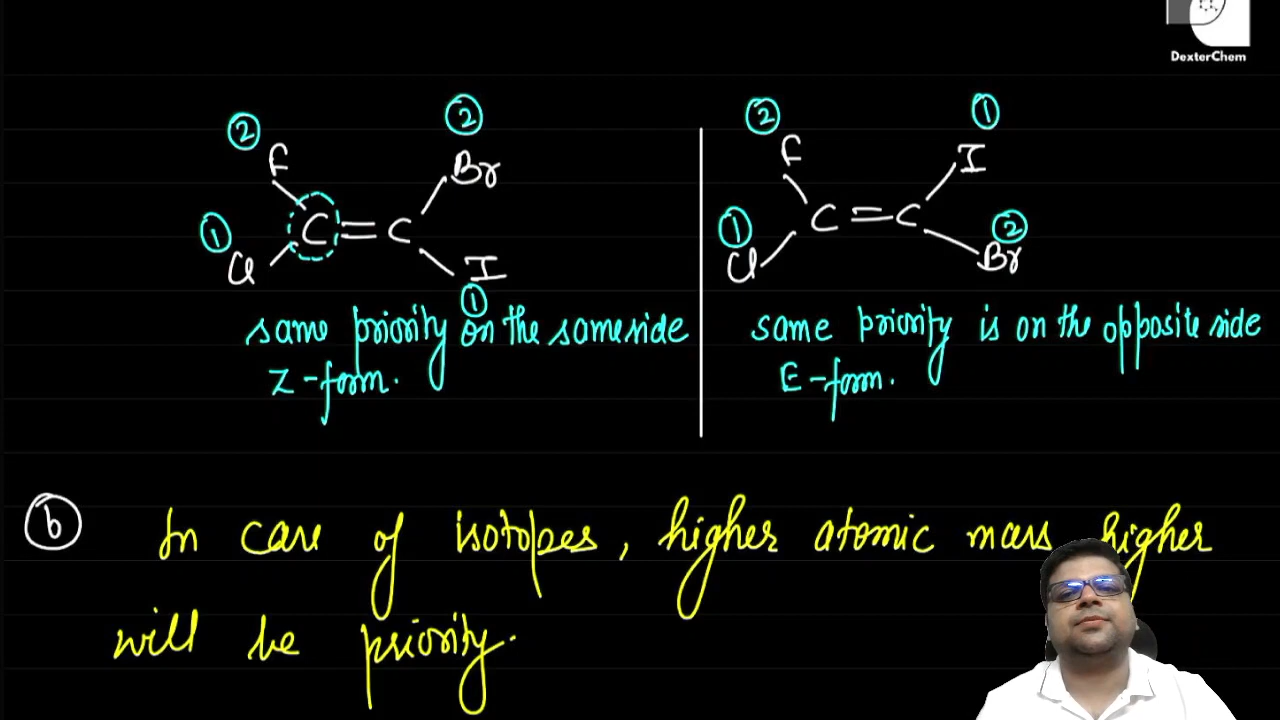 DexterChem
② ② ② ①
F Br F I
① C=C ① C=C ②
Cl I Cl Br
①
same priority on the same side
Z-form.
same priority is on the opposite side
E-form.
ⓑ In case of isotopes, higher atomic mass higher
will be priority.